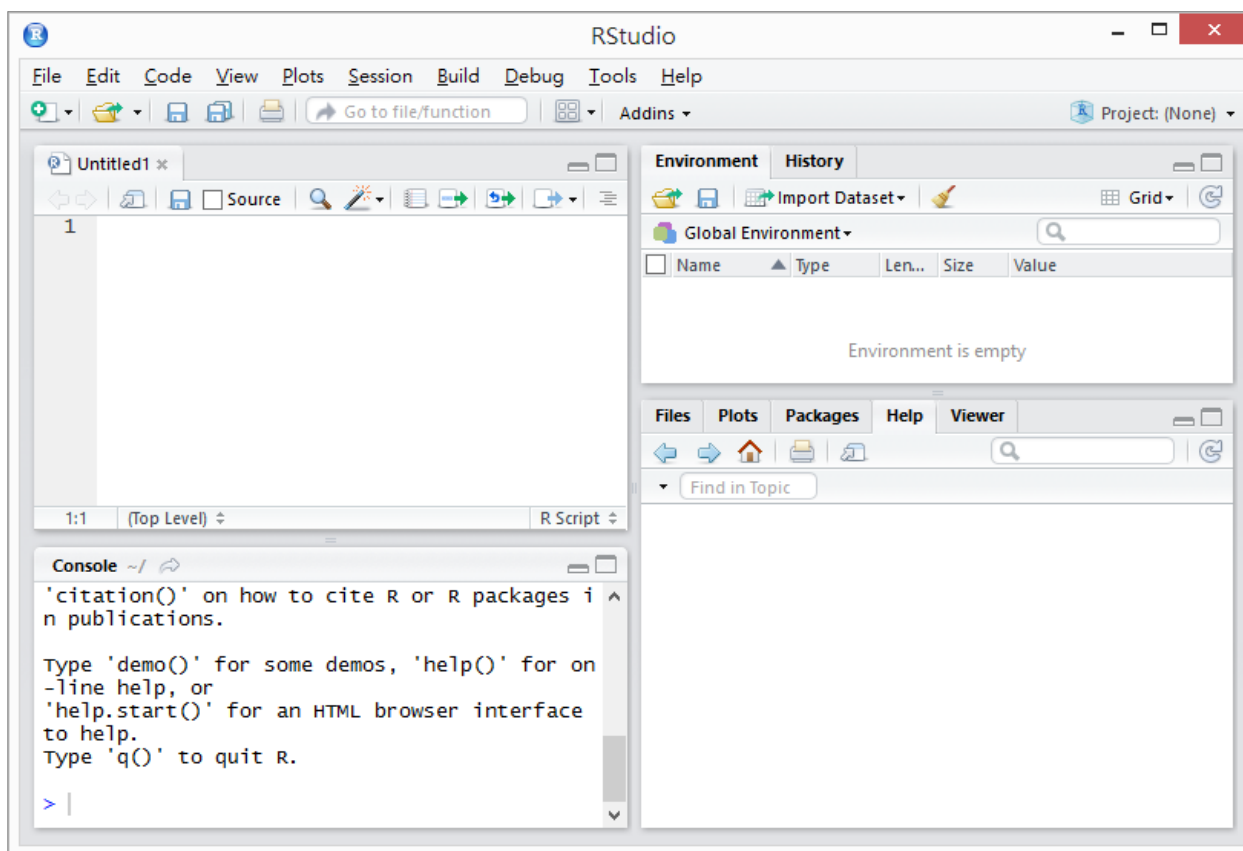 RStudio
File Edit Code View Plots Session Build Debug Tools Help
Go to file/function Addins Project: (None)
Untitled1
Source
1
1:1 (Top Level) R Script
Console ~/
'citation()' on how to cite R or R packages i
n publications.
Type 'demo()' for some demos, 'help()' for on
-line help, or
'help.start()' for an HTML browser interface
to help.
Type 'q()' to quit R.
>
Environment History
Import Dataset Grid
Global Environment
Name Type Len... Size Value
Environment is empty
Files Plots Packages Help Viewer
Find in Topic